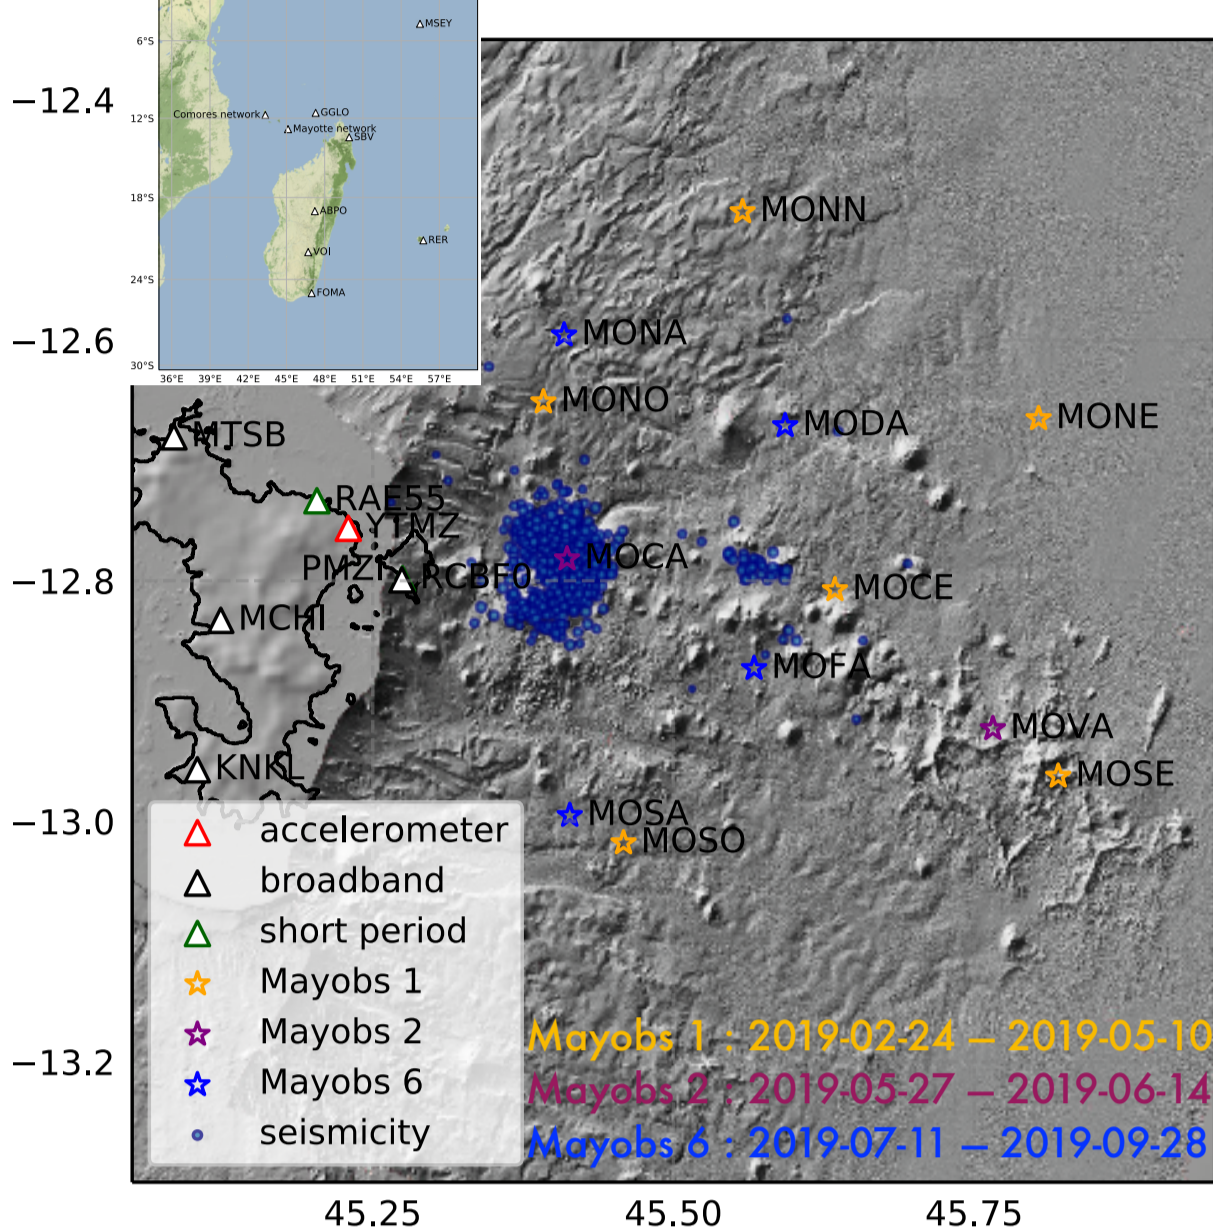 MSEY
6°S
Comores network
GGLO
12°S
Mayotte network
SBV
18°S
ABPO
RER
VOI
24°S
FOMA
30°S
36°E 39°E 42°E 45°E 48°E 51°E 54°E 57°E
−12.4
MONN
−12.6
MONA
MONO
MODA
MONE
MTSB
RAE55
YTMZ
PMZI
RCBF0
MOCA
−12.8
MOCE
MCHI
MOFA
MOVA
KNKL
MOSE
−13.0
MOSA
MOSO
accelerometer
broadband
short period
Mayobs 1
Mayobs 2
Mayobs 6
seismicity
−13.2
Mayobs 1 : 2019-02-24 – 2019-05-10
Mayobs 2 : 2019-05-27 – 2019-06-14
Mayobs 6 : 2019-07-11 – 2019-09-28
45.25 45.50 45.75